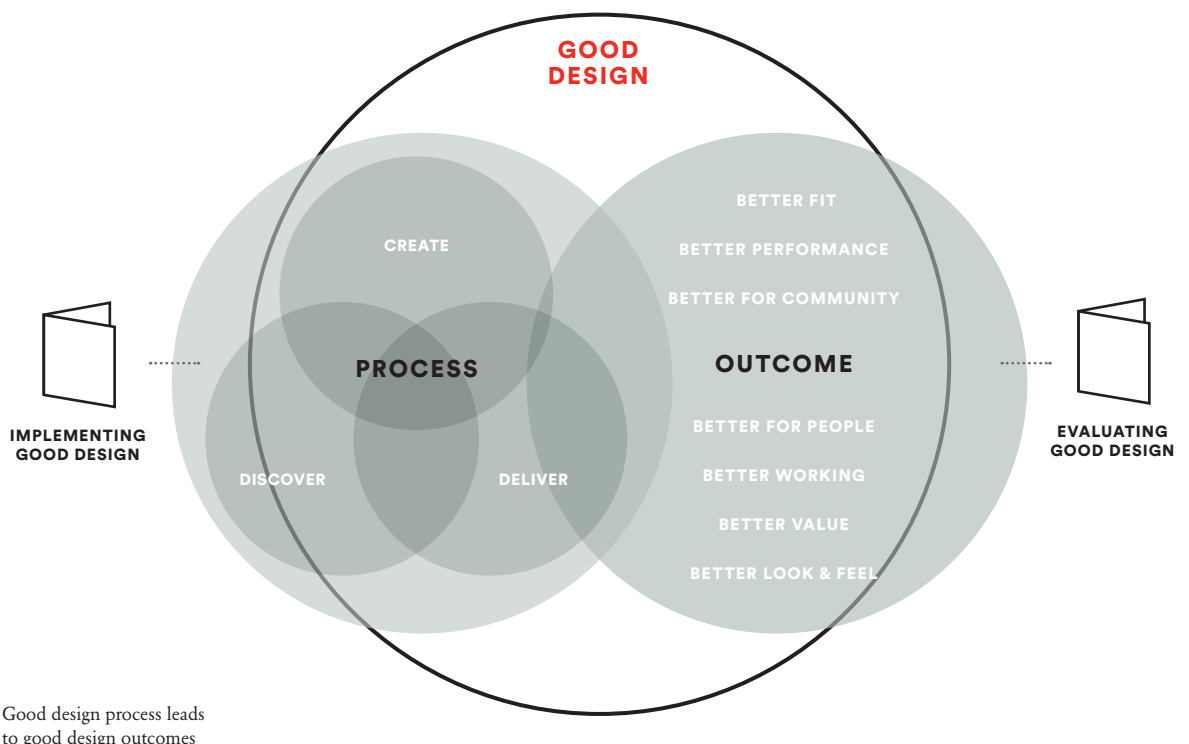 GOOD
DESIGN
CREATE
PROCESS
DISCOVER
DELIVER
BETTER FIT
BETTER PERFORMANCE
BETTER FOR COMMUNITY
OUTCOME
BETTER FOR PEOPLE
BETTER WORKING
BETTER VALUE
BETTER LOOK & FEEL
IMPLEMENTING
GOOD DESIGN
EVALUATING
GOOD DESIGN
Good design process leads
to good design outcomes